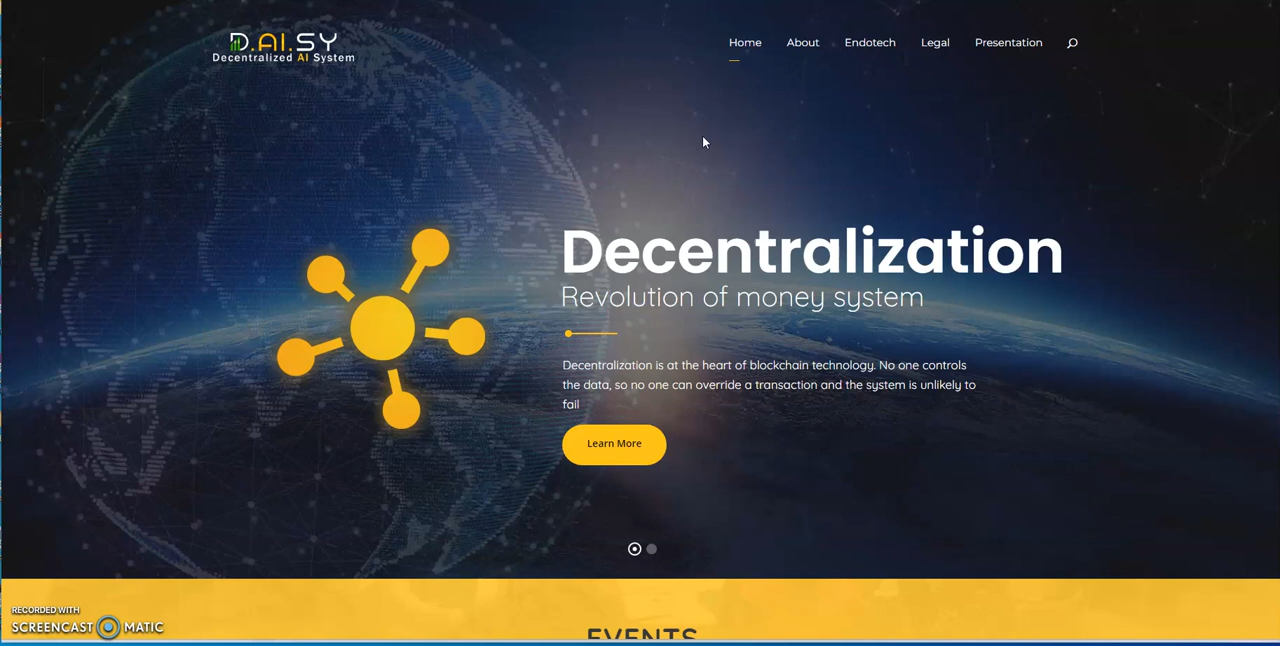 D.AI.SY
Decentralized AI System
Home About Endotech Legal Presentation
Decentralization
Revolution of money system
Decentralization is at the heart of blockchain technology. No one controls
the data, so no one can override a transaction and the system is unlikely to
fail
Learn More
EVENTS
RECORDED WITH
SCREENCAST MATIC